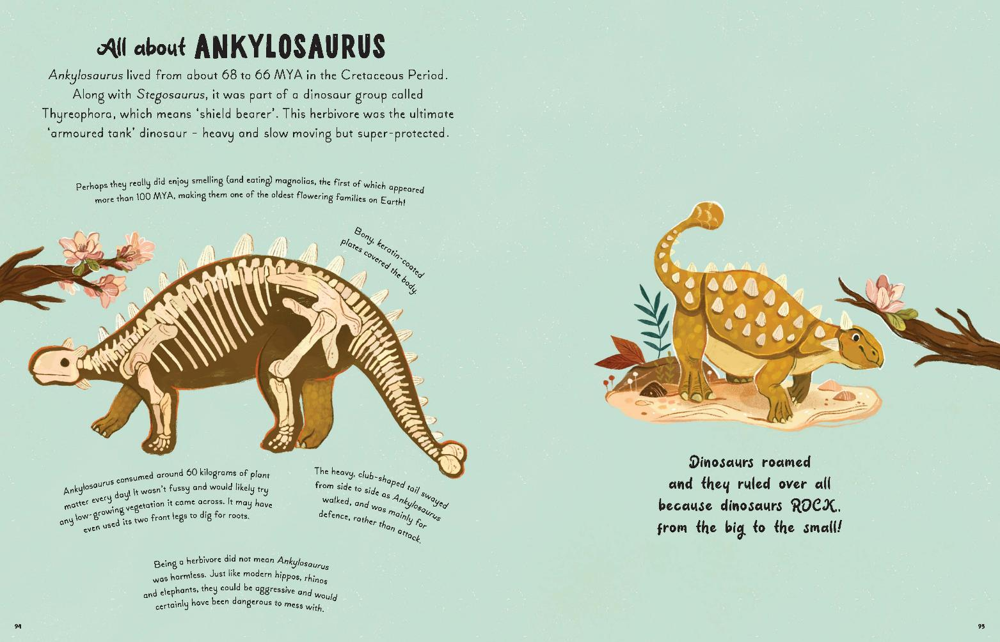 All about ANKYLOSAURUS
Ankylosaurus lived from about 68 to 66 MYA in the Cretaceous Period.
Along with Stegosaurus, it was part of a dinosaur group called
Thyreophora, which means ‘shield bearer’. This herbivore was the ultimate
‘armoured tank’ dinosaur – heavy and slow moving but super-protected.
Perhaps they really did enjoy smelling (and eating) magnolias, the first of which appeared
more than 100 MYA, making them one of the oldest flowering families on Earth!
Bony, keratin-coated
plates covered the body.
Ankylosaurus consumed around 60 kilograms of plant
matter every day! It wasn’t fussy and would likely try
any low-growing vegetation it came across. It may have
even used its two front legs to dig for roots.
The heavy, club-shaped tail swayed
from side to side as Ankylosaurus
walked, and was mainly for
defence, rather than attack.
Being a herbivore did not mean Ankylosaurus
was harmless. Just like modern hippos, rhinos
and elephants, they could be aggressive and would
certainly have been dangerous to mess with.
94
Dinosaurs roamed
and they ruled over all
because dinosaurs ROCK,
from the big to the small!
95